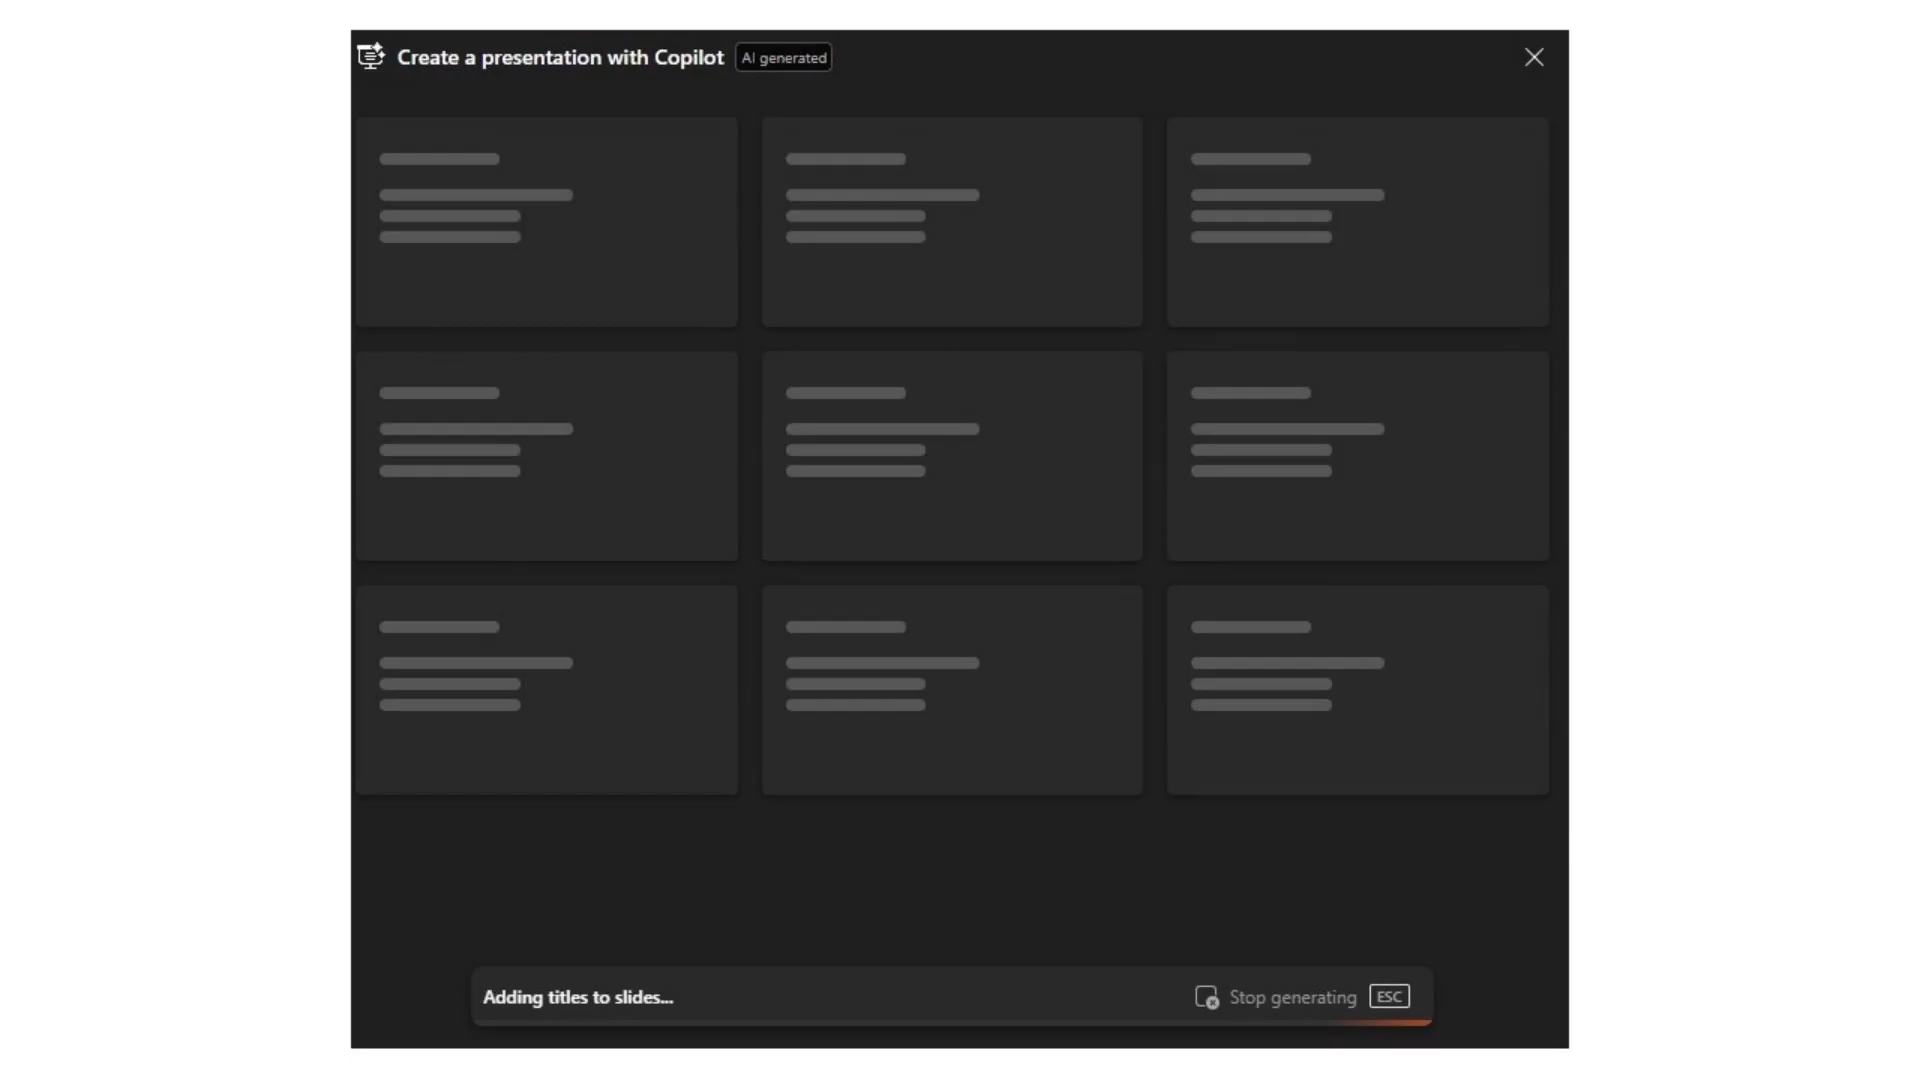 Create a presentation with Copilot AI generated
Adding titles to slides... Stop generating ESC